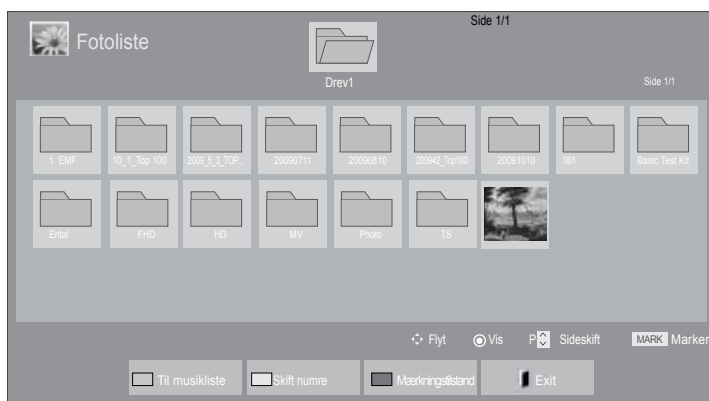 Side 1/1
Fotoliste
Drev1
Side 1/1
1. EMF
10_1_Top 100
2009_5_3_TOP...
20090711
20090810
200942_Top100
20091010
001
Basic Test Kit
Ental
FHD
HD
MV
Photo
TS
Flyt
Vis
P
Sideskift
MARK Marker
Til musikliste
Skift numre
Mærkningstilstand
Exit